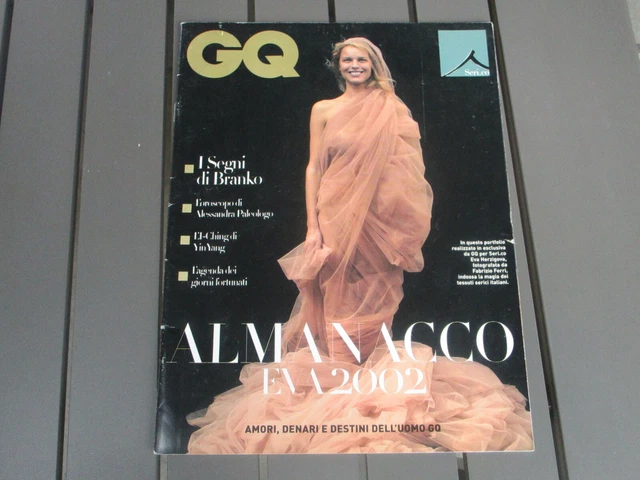 GQ
Seri.co
I Segni
di Branko
l'oroscopo di
Alessandra Paleologo
El-Ching di
Yin Yang
l'agenda dei
giorni fortunati
In questo portfolio
realizzato in esclusiva
da GQ per Seri.co
Eva Herzigova,
fotografata da
Fabrizio Ferri,
indossa la magia dei
tessuti serici italiani.
ALMANACCO
EVA 2002
AMORI, DENARI E DESTINI DELL'UOMO GQ